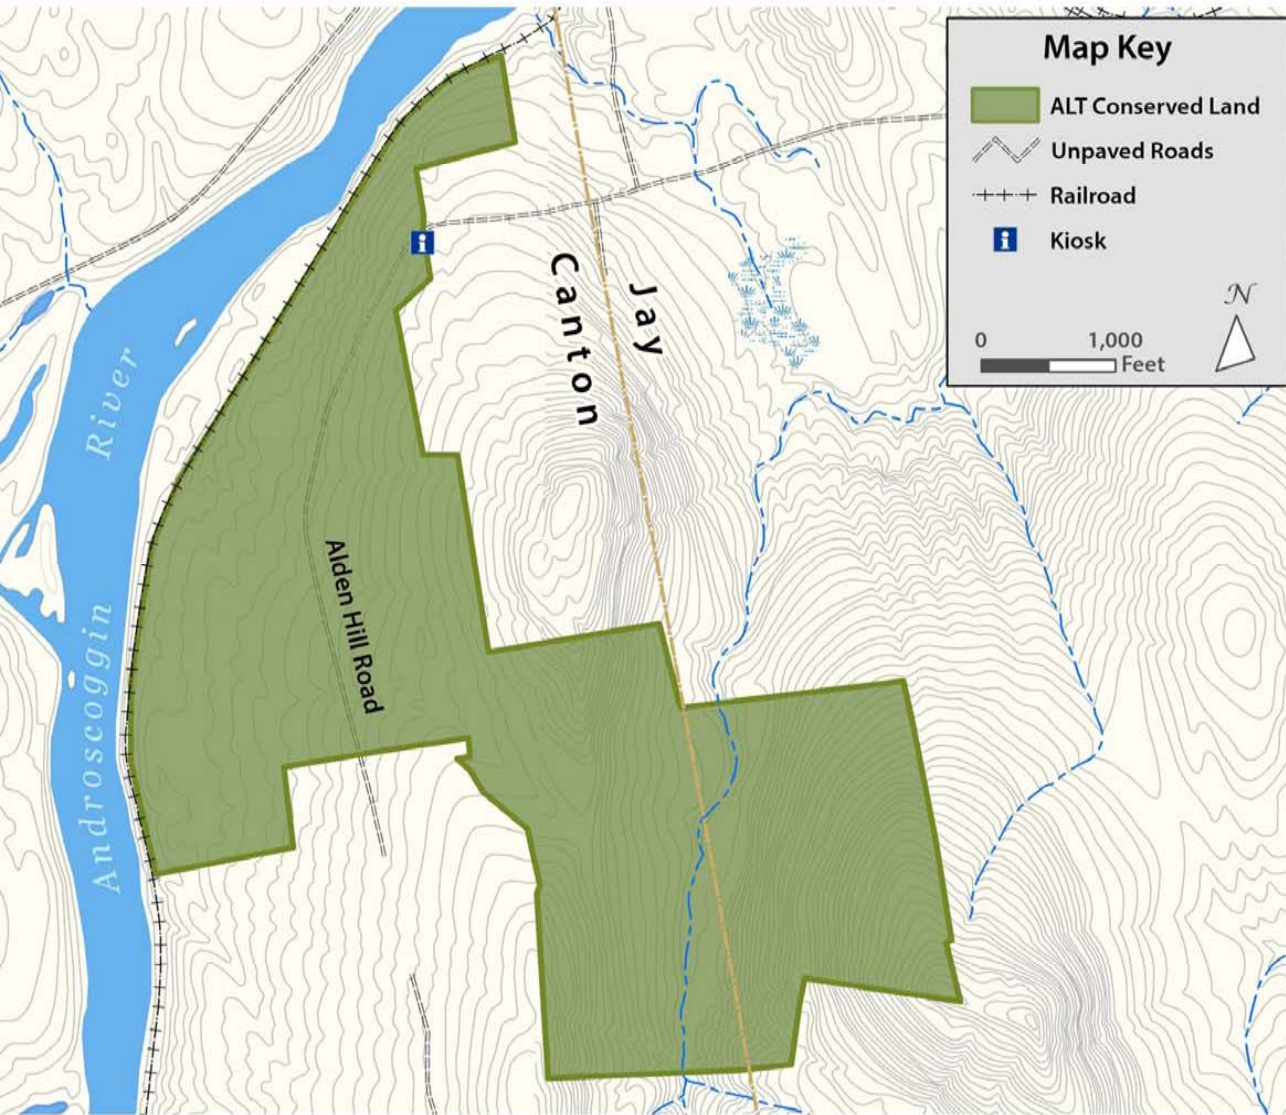 Map Key
ALT Conserved Land
Unpaved Roads
Railroad
i
Kiosk
N
0 1,000
Feet
Jay
Canton
Androscoggin River
Alden Hill Road